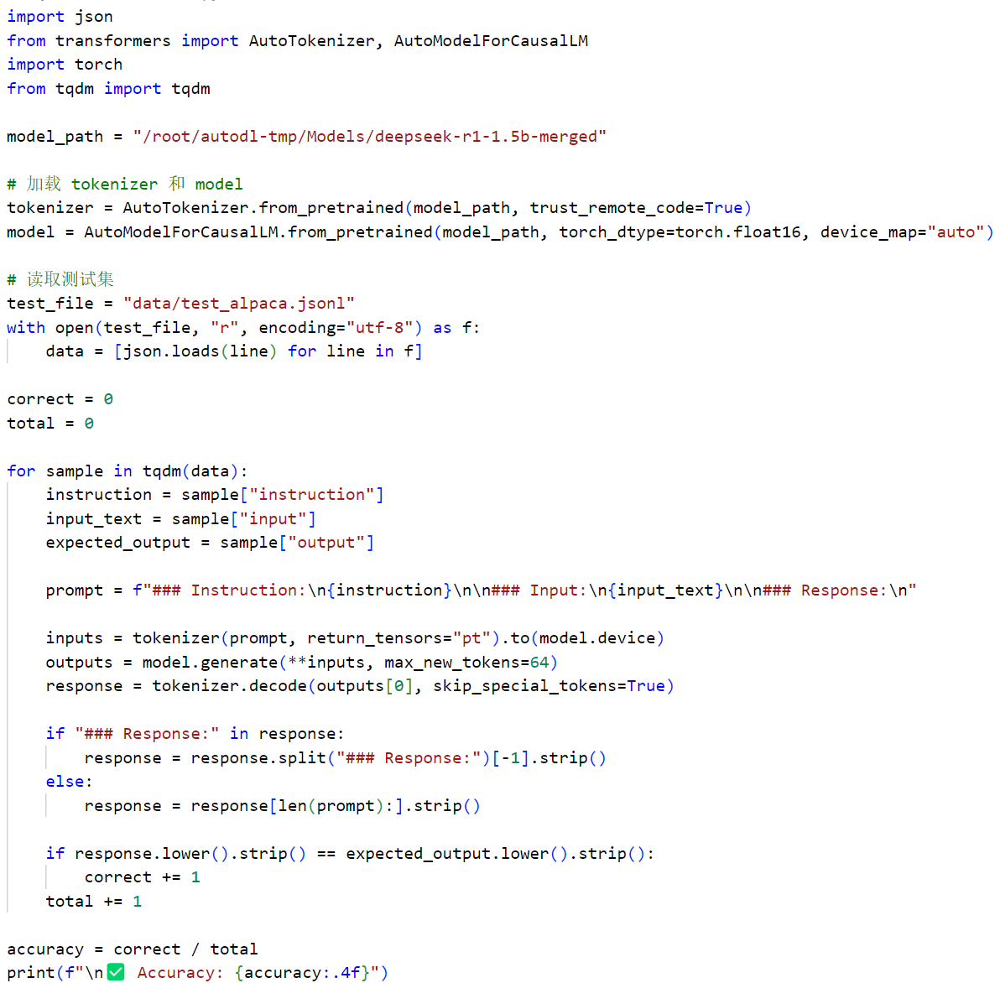 import json
from transformers import AutoTokenizer, AutoModelForCausalLM
import torch
from tqdm import tqdm

model_path = "/root/autodl-tmp/Models/deepseek-r1-1.5b-merged"

# 加载 tokenizer 和 model
tokenizer = AutoTokenizer.from_pretrained(model_path, trust_remote_code=True)
model = AutoModelForCausalLM.from_pretrained(model_path, torch_dtype=torch.float16, device_map="auto")

# 读取测试集
test_file = "data/test_alpaca.jsonl"
with open(test_file, "r", encoding="utf-8") as f:
    data = [json.loads(line) for line in f]

correct = 0
total = 0

for sample in tqdm(data):
    instruction = sample["instruction"]
    input_text = sample["input"]
    expected_output = sample["output"]

    prompt = f"### Instruction:\n{instruction}\n\n### Input:\n{input_text}\n\n### Response:\n"

    inputs = tokenizer(prompt, return_tensors="pt").to(model.device)
    outputs = model.generate(**inputs, max_new_tokens=64)
    response = tokenizer.decode(outputs[0], skip_special_tokens=True)

    if "### Response:" in response:
        response = response.split("### Response:")[-1].strip()
    else:
        response = response[len(prompt):].strip()

    if response.lower().strip() == expected_output.lower().strip():
        correct += 1
    total += 1

accuracy = correct / total
print(f"\n✅ Accuracy: {accuracy:.4f}")